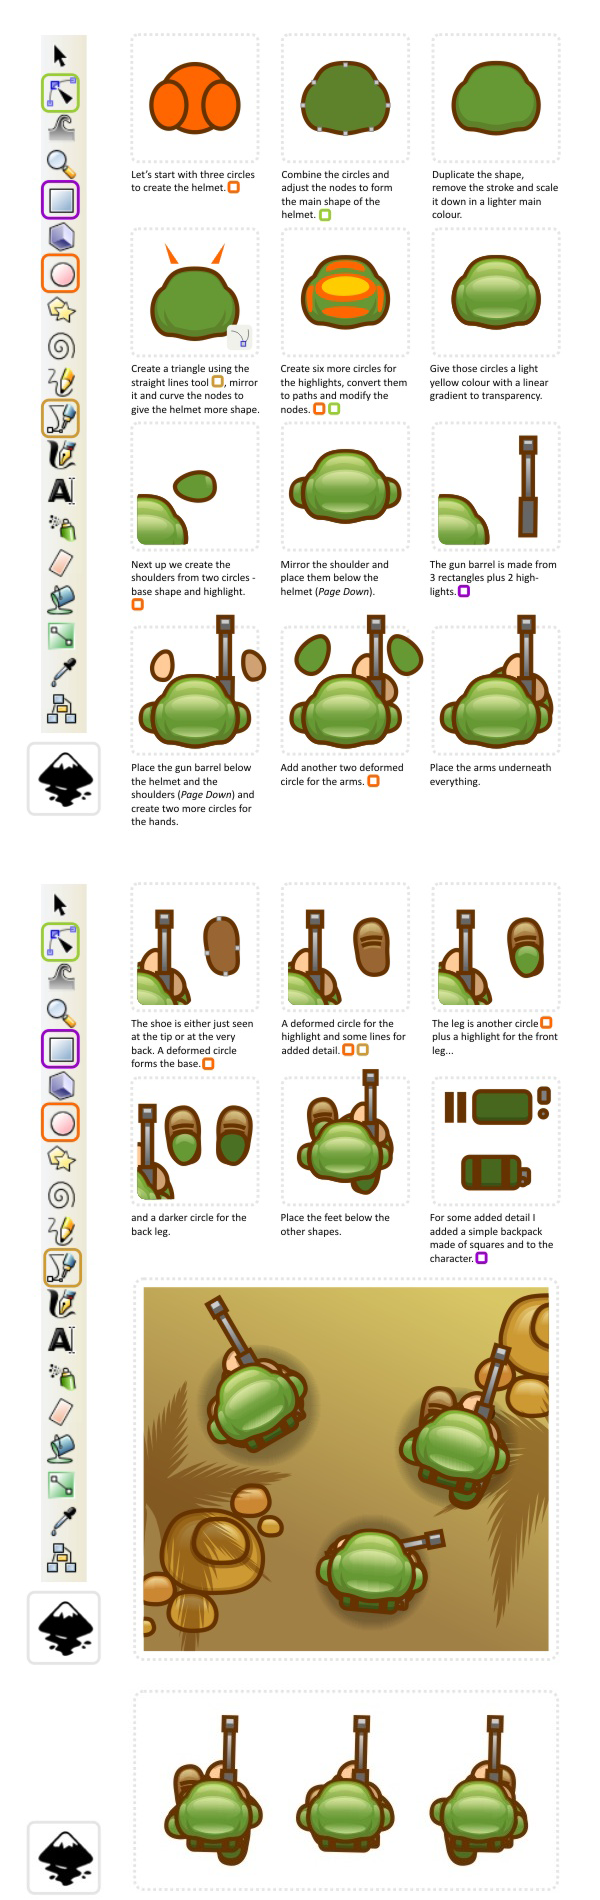 Let's start with three circles
to create the helmet.
Combine the circles and
adjust the nodes to form
the main shape of the
helmet.
Duplicate the shape,
remove the stroke and scale
it down in a lighter main
colour.
Create a triangle using the
straight lines tool , mirror
it and curve the nodes to
give the helmet more shape.
Create six more circles for
the highlights, convert them
to paths and modify the
nodes.
Give those circles a light
yellow colour with a linear
gradient to transparency.
Next up we create the
shoulders from two circles -
base shape and highlight.
Mirror the shoulder and
place them below the
helmet (Page Down).
The gun barrel is made from
3 rectangles plus 2 high-
lights.
Place the gun barrel below
the helmet and the
shoulders (Page Down) and
create two more circles for
the hands.
Add another two deformed
circle for the arms.
Place the arms underneath
everything.
A
The shoe is either just seen
at the tip or at the very
back. A deformed circle
forms the base.
A deformed circle for the
highlight and some lines for
added detail.
The leg is another circle
plus a highlight for the front
leg...
and a darker circle for the
back leg.
Place the feet below the
other shapes.
For some added detail I
added a simple backpack
made of squares and to the
character.
A